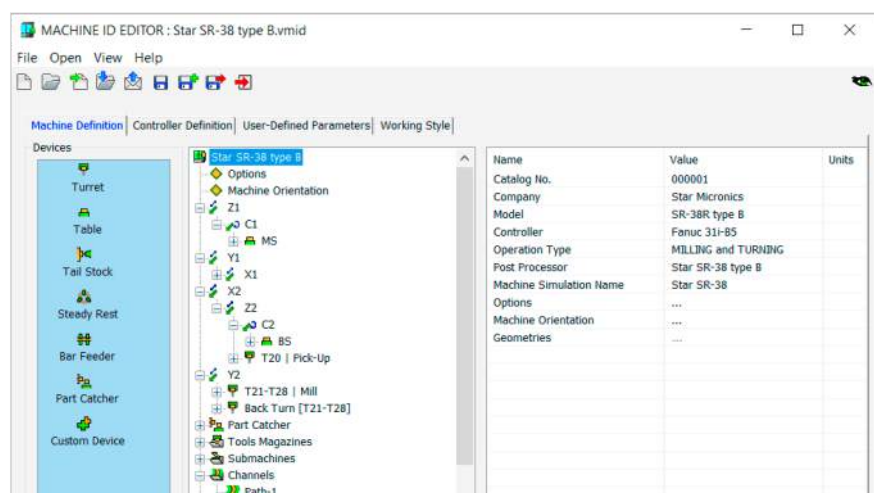 MACHINE ID EDITOR : Star SR-38 type B.vmid
File Open View Help
Machine Definition Controller Definition User-Defined Parameters Working Style
Devices
Turret
Table
Tail Stock
Steady Rest
Bar Feeder
Part Catcher
Custom Device
Star SR-38 type B
Options
Machine Orientation
Z1
C1
MS
Y1
X1
X2
Z2
C2
BS
T20 | Pick-Up
Y2
T21-T28 | Mill
Back Turn [T21-T28]
Part Catcher
Tools Magazines
Submachines
Channels
Path-1
Name Value Units
Catalog No. 000001
Company Star Micronics
Model SR-38R type B
Controller Fanuc 31i-B5
Operation Type MILLING and TURNING
Post Processor Star SR-38 type B
Machine Simulation Name Star SR-38
Options ...
Machine Orientation ...
Geometries ...